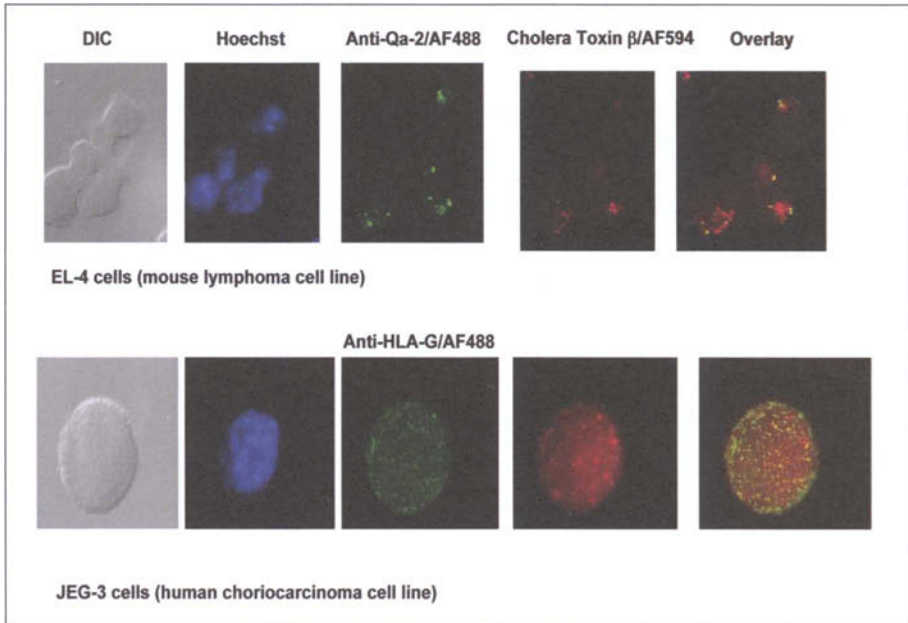 DIC Hoechst Anti-Qa-2/AF488 Cholera Toxin β/AF594 Overlay
EL-4 cells (mouse lymphoma cell line)
Anti-HLA-G/AF488
JEG-3 cells (human choriocarcinoma cell line)